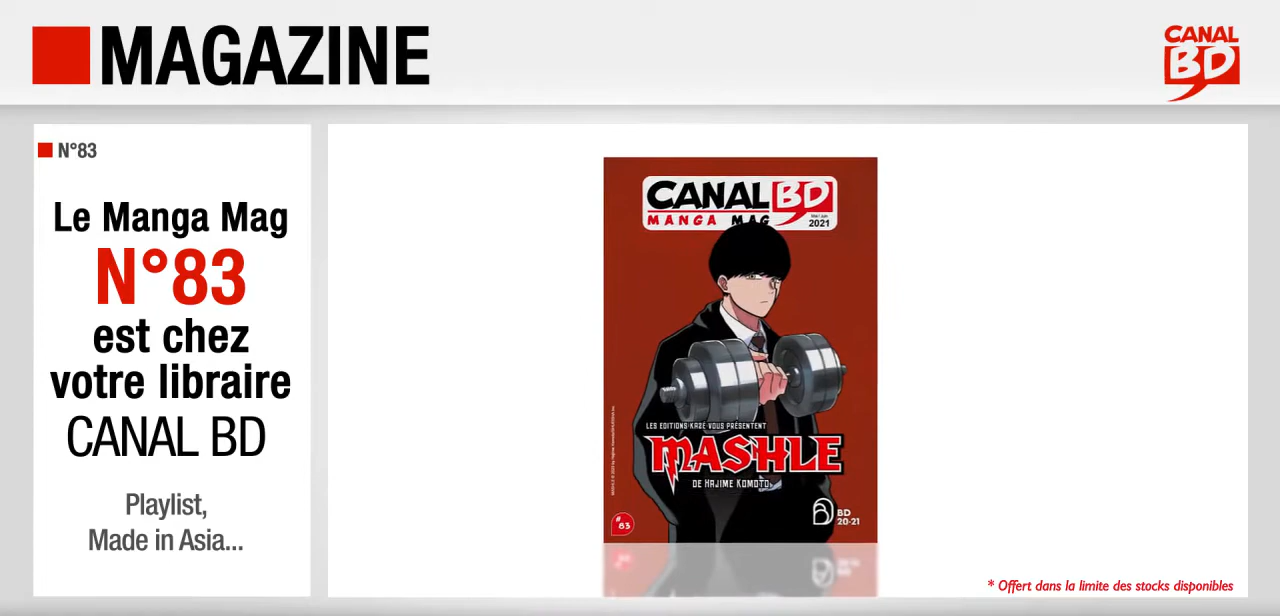 MAGAZINE
CANAL
BD
N°83
Le Manga Mag
N°83
est chez
votre libraire
CANAL BD
Playlist,
Made in Asia...
CANAL BD
MANGA MAG
2021
LES EDITIONS KAZÉ VOUS PRÉSENTENT
MASHLE
DE HAJIME KOMOTO
# 83
BD
20·21
* Offert dans la limite des stocks disponibles